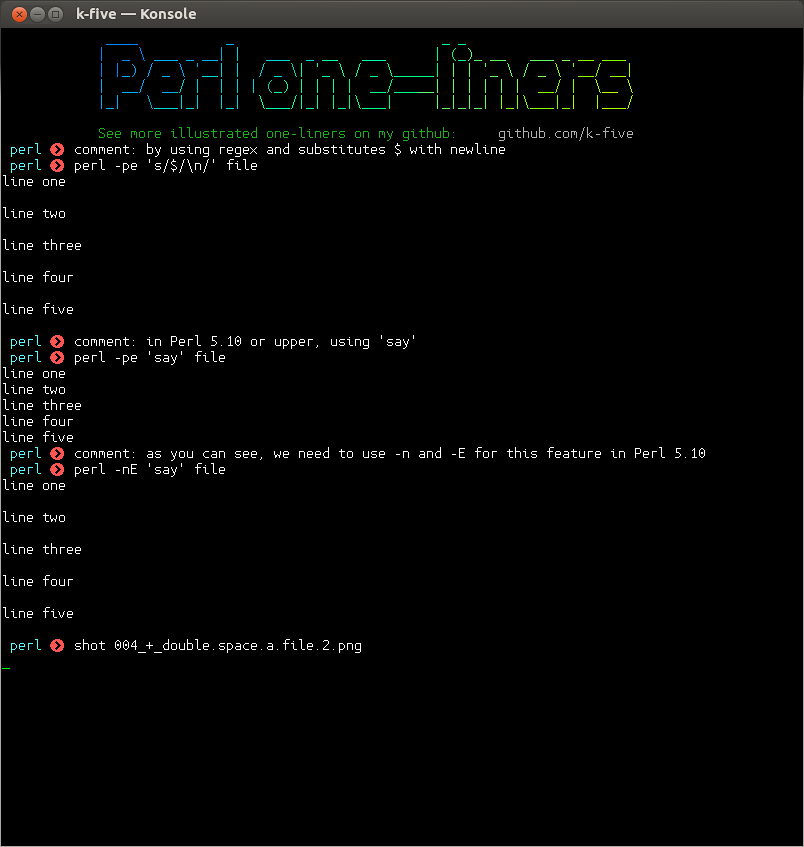 k-five — Konsole
Perl one-liners
See more illustrated one-liners on my github: github.com/k-five
perl ❯ comment: by using regex and substitutes $ with newline
perl ❯ perl -pe 's/$/\n/' file
line one
line two
line three
line four
line five
perl ❯ comment: in Perl 5.10 or upper, using 'say'
perl ❯ perl -pe 'say' file
line one
line two
line three
line four
line five
perl ❯ comment: as you can see, we need to use -n and -E for this feature in Perl 5.10
perl ❯ perl -nE 'say' file
line one
line two
line three
line four
line five
perl ❯ shot 004_+_double.space.a.file.2.png